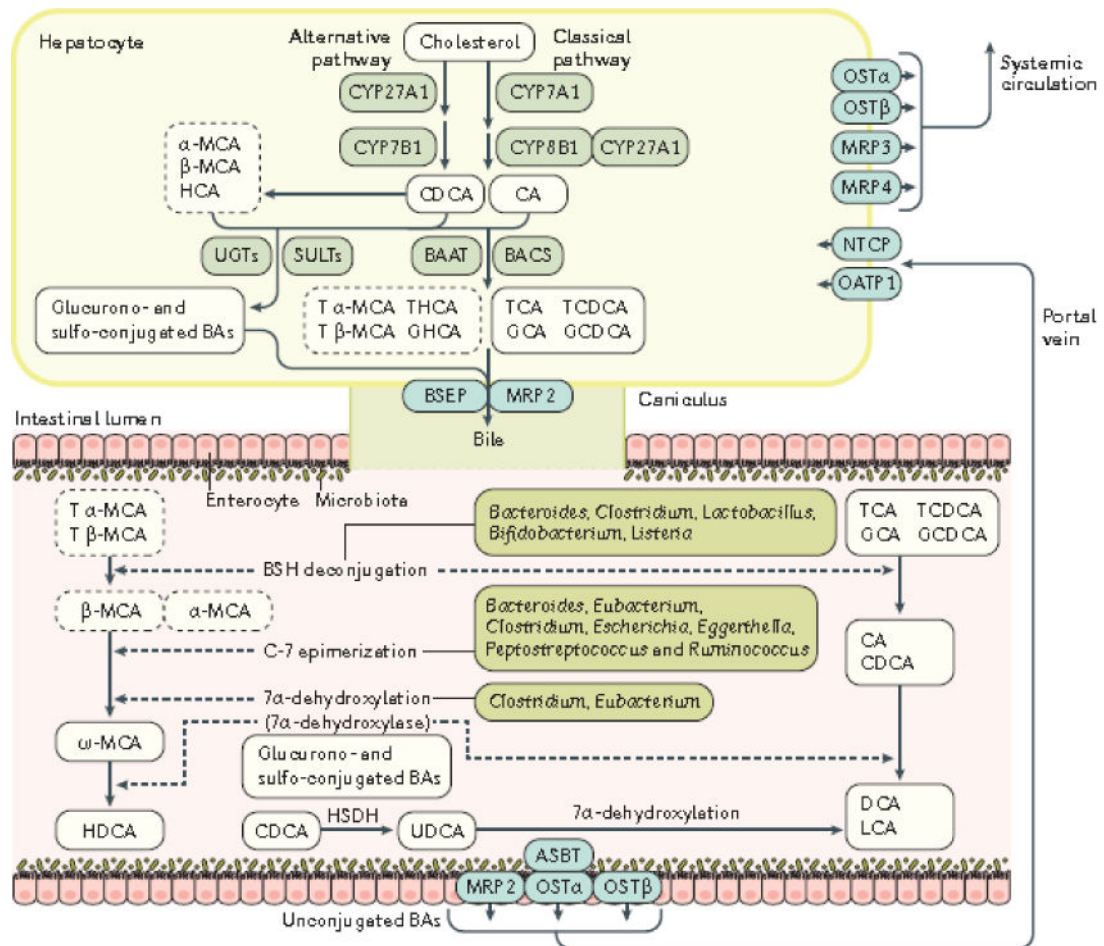 Hepatocyte
Alternative
pathway
Cholesterol
Classical
pathway
CYP27A1
CYP7A1
CYP7B1
CYP8B1
CYP27A1
α-MCA
β-MCA
HCA
CDCA
CA
UGTs
SULTs
BAAT
BACS
Glucurono- and
sulfo-conjugated BAs
T α-MCA THCA
T β-MCA GHCA
TCA TCDCA
GCA GCDCA
BSEP
MRP2
Bile
Caniculus
OSTα
OSTβ
MRP3
MRP4
Systemic
circulation
NTCP
OATP1
Portal
vein
Intestinal lumen
Enterocyte
Microbiota
T α-MCA
T β-MCA
Bacteroides, Clostridium, Lactobacillus,
Bifidobacterium, Listeria
TCA TCDCA
GCA GCDCA
BSH deconjugation
β-MCA
α-MCA
Bacteroides, Eubacterium,
Clostridium, Escherichia, Eggerthella,
Peptostreptococcus and Ruminococcus
C-7 epimerization
CA
CDCA
7α-dehydroxylation
(7α-dehydroxylase)
Clostridium, Eubacterium
ω-MCA
Glucurono- and
sulfo-conjugated BAs
HDCA
CDCA
HSDH
UDCA
7α-dehydroxylation
DCA
LCA
ASBT
MRP2
OSTα
OSTβ
Unconjugated BAs